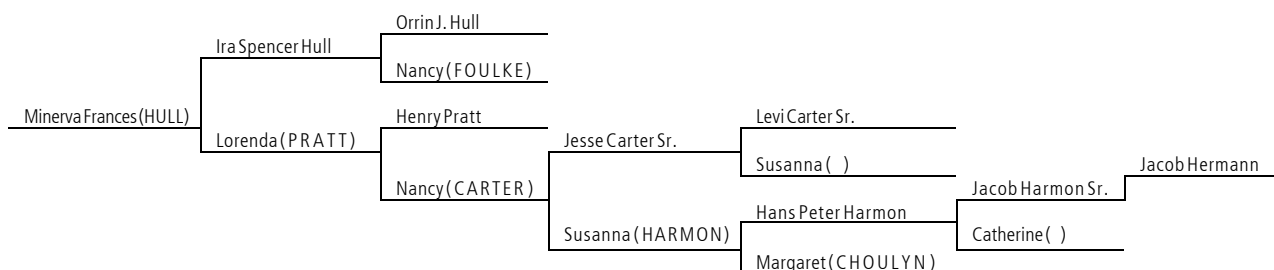 Orrin J. Hull
Ira Spencer Hull
Nancy (FOULKE)
Minerva Frances (HULL)
Henry Pratt
Levi Carter Sr.
Lorenda (PRATT)
Jesse Carter Sr.
Susanna ( )
Jacob Hermann
Nancy (CARTER)
Jacob Harmon Sr.
Hans Peter Harmon
Susanna (HARMON)
Catherine ( )
Margaret (CHOULYN)